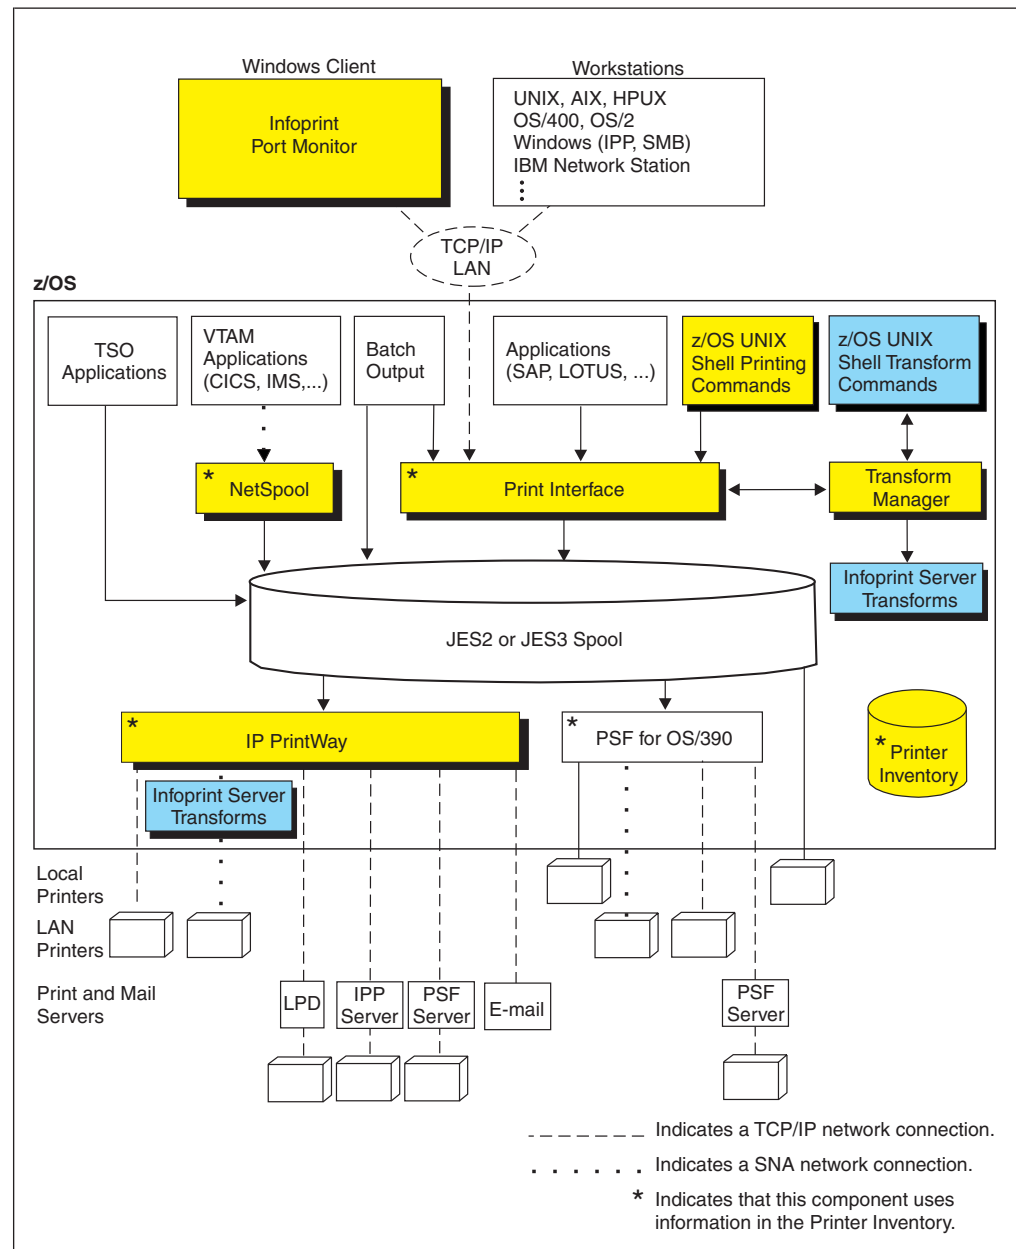 Windows Client
Workstations
Infoprint
Port Monitor
UNIX, AIX, HPUX
OS/400, OS/2
Windows (IPP, SMB)
IBM Network Station
TCP/IP
LAN
z/OS
TSO
Applications
VTAM
Applications
(CICS, IMS,...)
Batch
Output
Applications
(SAP, LOTUS, ...)
z/OS UNIX
Shell Printing
Commands
z/OS UNIX
Shell Transform
Commands
* NetSpool
* Print Interface
Transform
Manager
Infoprint Server
Transforms
JES2 or JES3 Spool
* IP PrintWay
* PSF for OS/390
* Printer
Inventory
Infoprint Server
Transforms
Local
Printers
LAN
Printers
Print and Mail
Servers
LPD
IPP
Server
PSF
Server
E-mail
PSF
Server
Indicates a TCP/IP network connection.
Indicates a SNA network connection.
* Indicates that this component uses
information in the Printer Inventory.